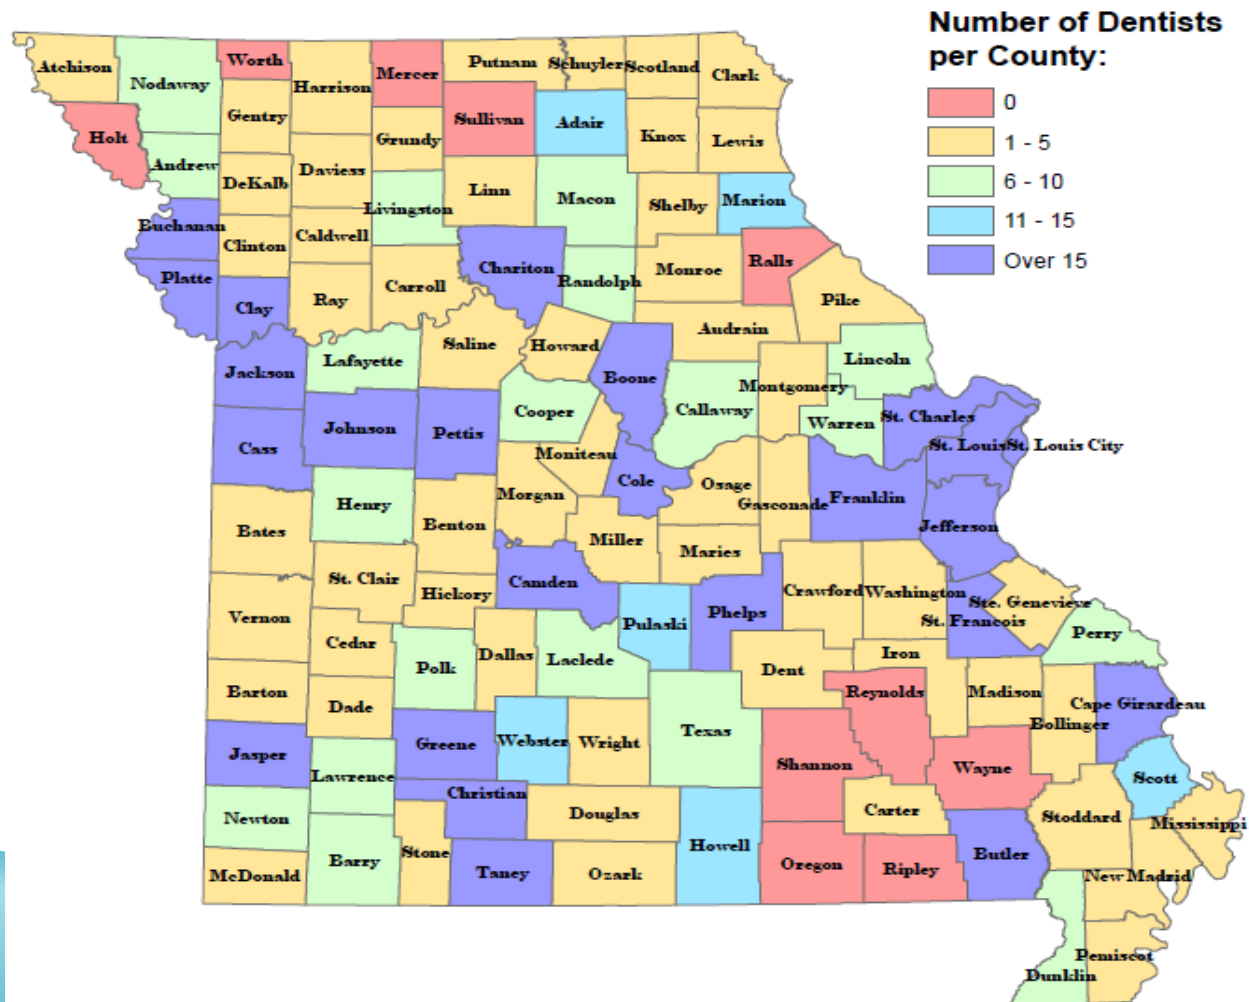 Number of Dentists
per County:
0
1 - 5
6 - 10
11 - 15
Over 15
Atchison
Nodaway
Worth
Harrison
Mercer
Putnam
Schuyler
Scotland
Clark
Holt
Andrew
Gentry
Grundy
Sullivan
Adair
Knox
Lewis
DeKalb
Daviess
Livingston
Linn
Macon
Shelby
Marion
Buchanan
Clinton
Caldwell
Carroll
Chariton
Randolph
Monroe
Ralls
Pike
Platte
Clay
Ray
Saline
Howard
Audrain
Jackson
Lafayette
Boone
Callaway
Montgomery
Lincoln
Cass
Johnson
Pettis
Cooper
Moniteau
Warren
St. Charles
St. Louis
St. Louis City
Bates
Henry
Benton
Morgan
Cole
Osage
Gasconade
Franklin
Jefferson
Miller
Maries
Vernon
St. Clair
Hickory
Camden
Pulaski
Phelps
Crawford
Washington
Ste. Genevieve
St. Francois
Perry
Cedar
Polk
Dallas
Laclede
Dent
Iron
Barton
Dade
Reynolds
Madison
Bollinger
Cape Girardeau
Jasper
Greene
Webster
Wright
Texas
Shannon
Wayne
Scott
Lawrence
Christian
Douglas
Carter
Stoddard
Mississippi
Newton
Barry
Stone
Howell
Butler
McDonald
Taney
Ozark
Oregon
Ripley
New Madrid
Pemiscot
Dunklin